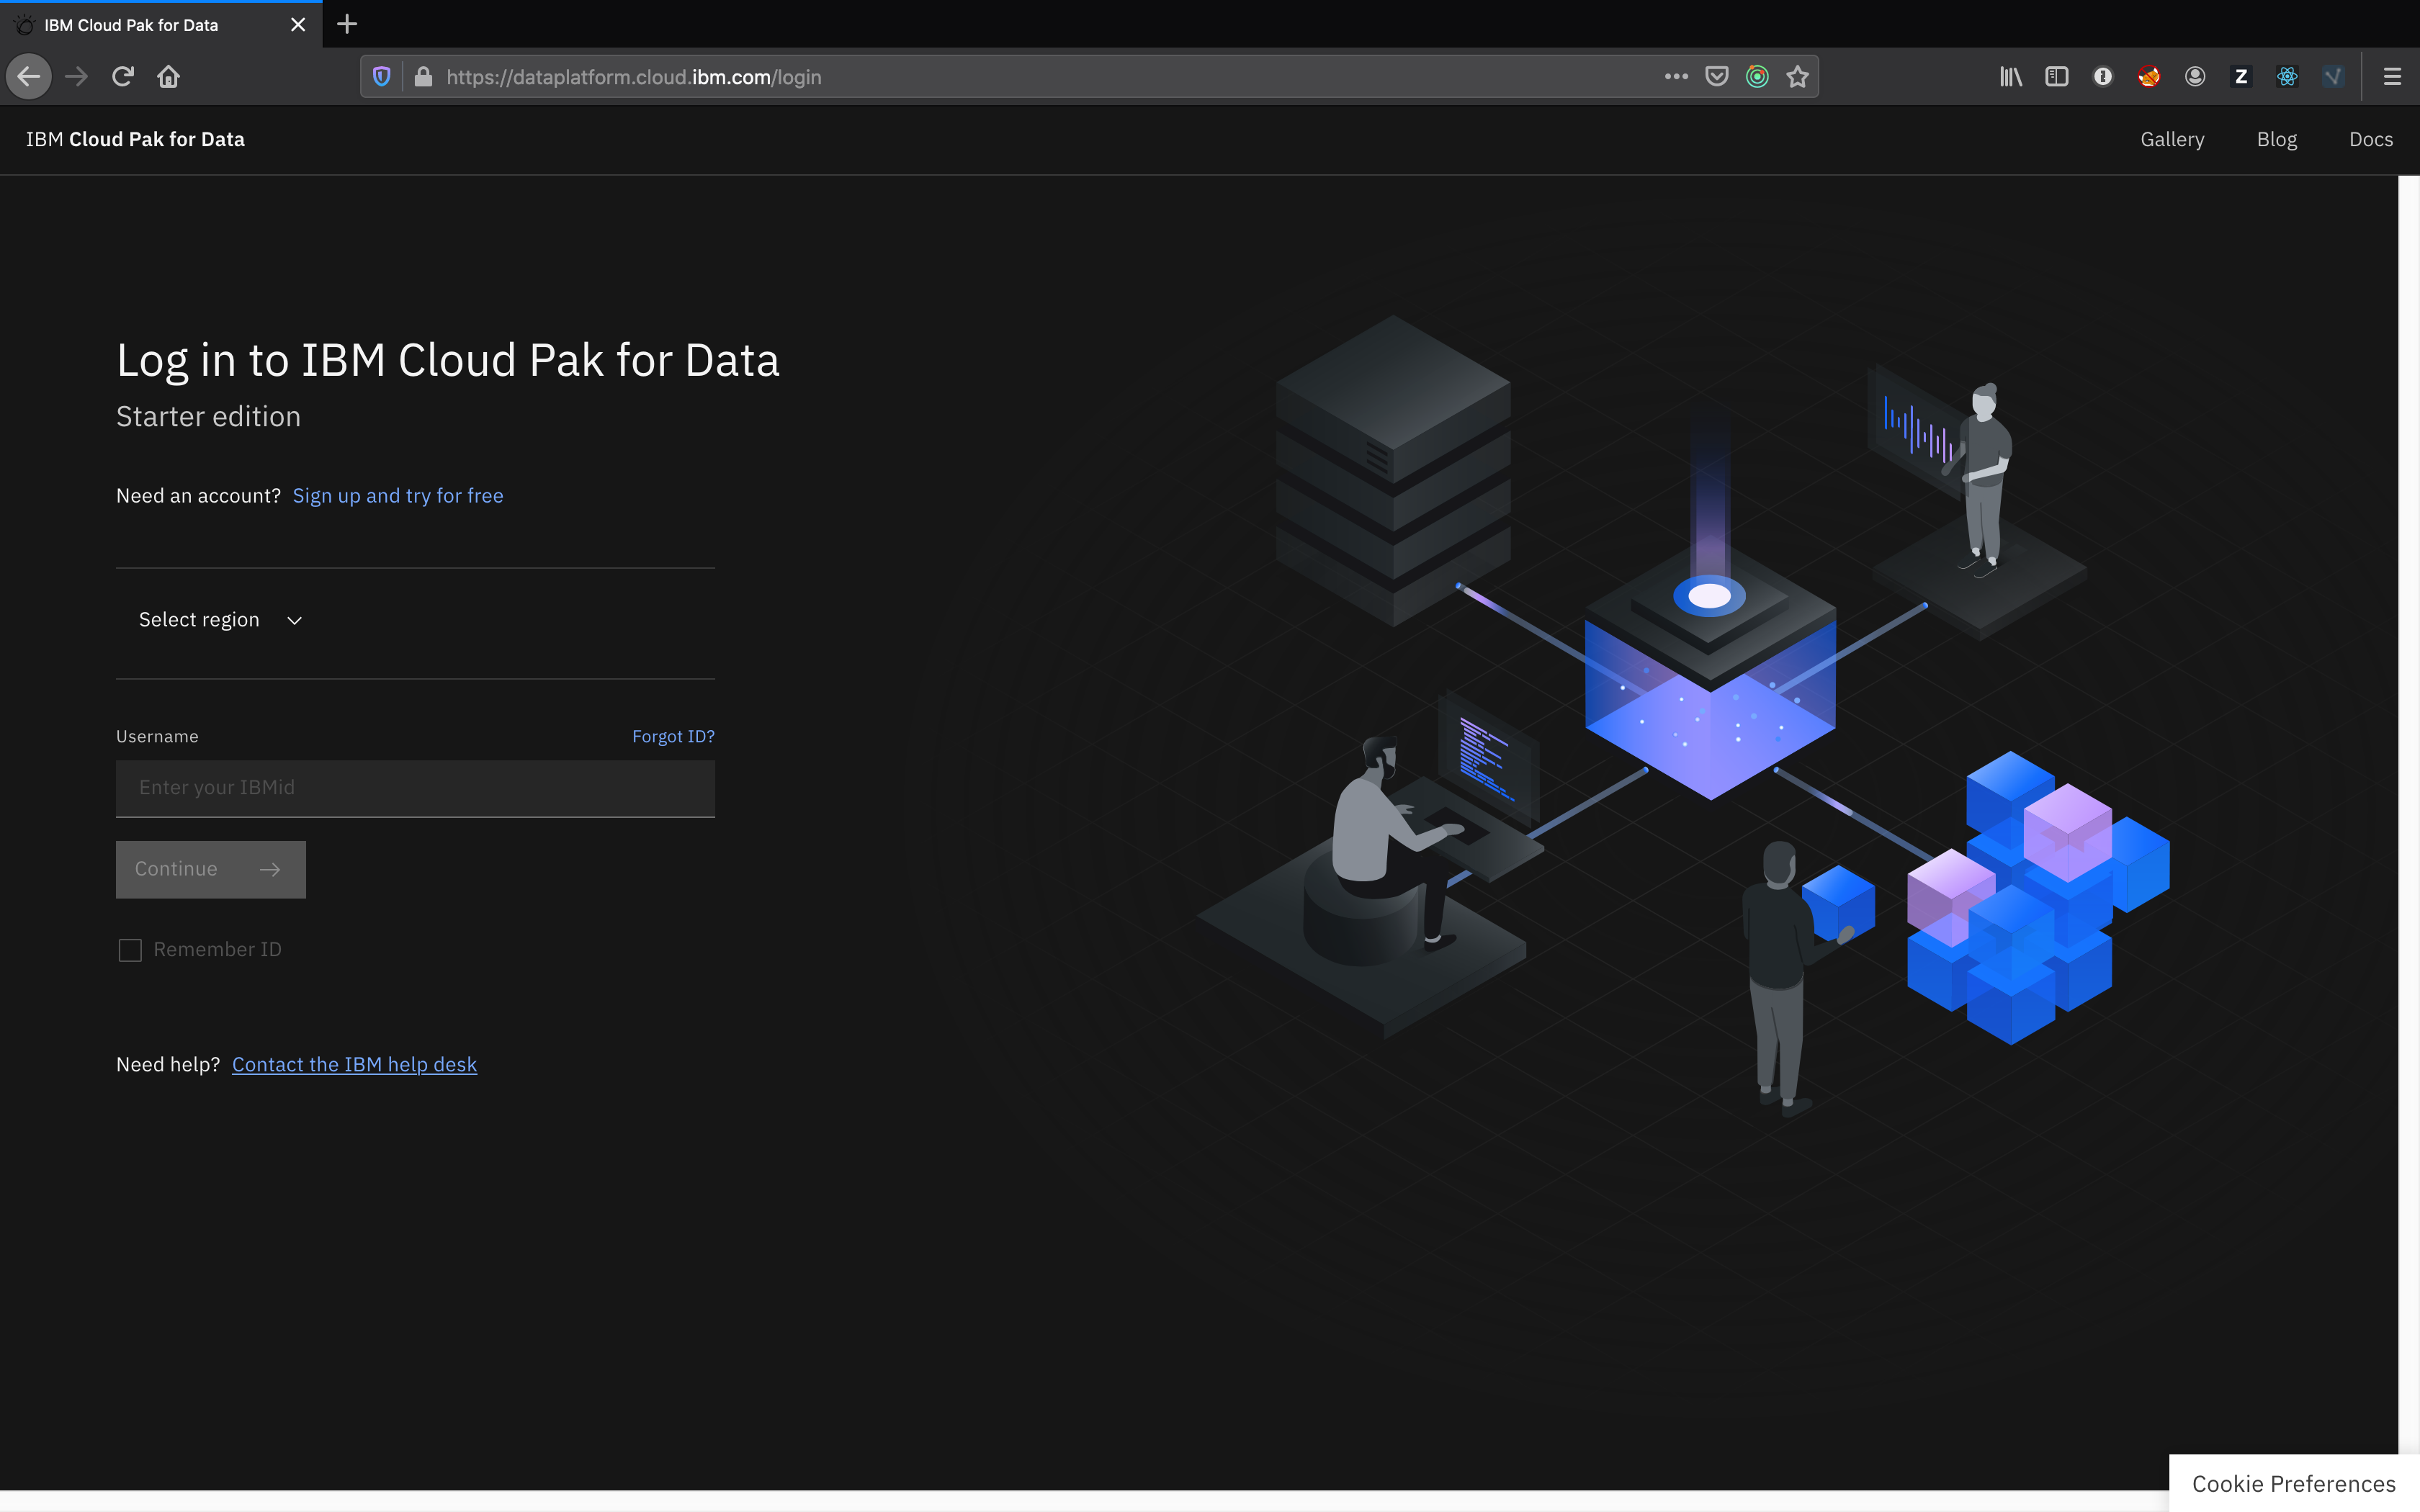 IBM Cloud Pak for Data
https://dataplatform.cloud.ibm.com/login
Z
IBM Cloud Pak for Data
Gallery
Blog
Docs
Log in to IBM Cloud Pak for Data
Starter edition
Need an account? Sign up and try for free
Select region
Username
Forgot ID?
Enter your IBMid
Continue
Remember ID
Need help? Contact the IBM help desk
Cookie Preferences